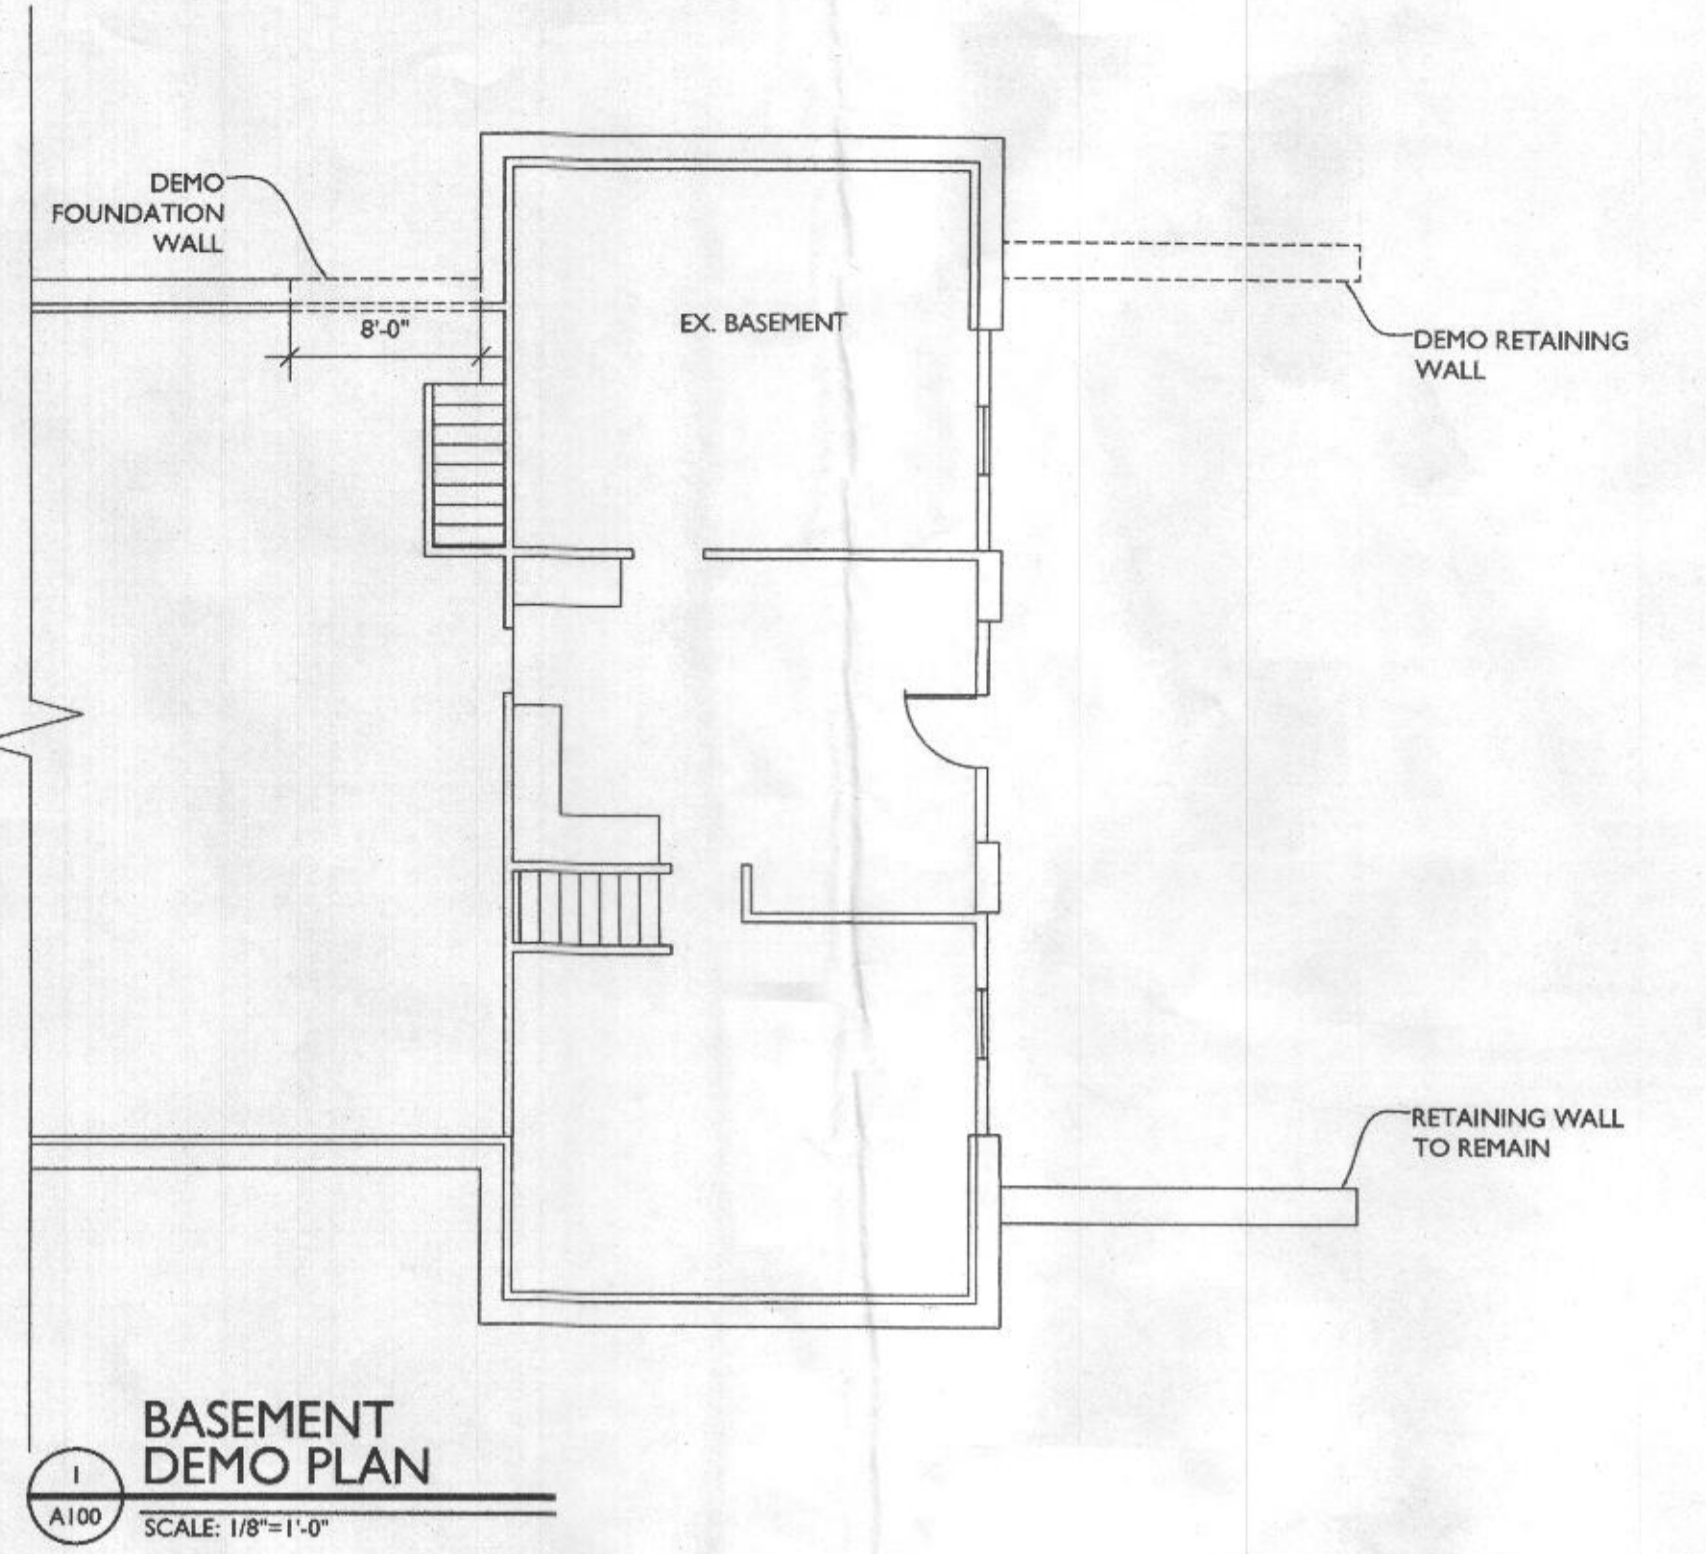 DEMO
FOUNDATION
WALL
8'-0"
EX. BASEMENT
DEMO RETAINING
WALL
RETAINING WALL
TO REMAIN
BASEMENT
DEMO PLAN
1
A100
SCALE: 1/8"=1'-0"